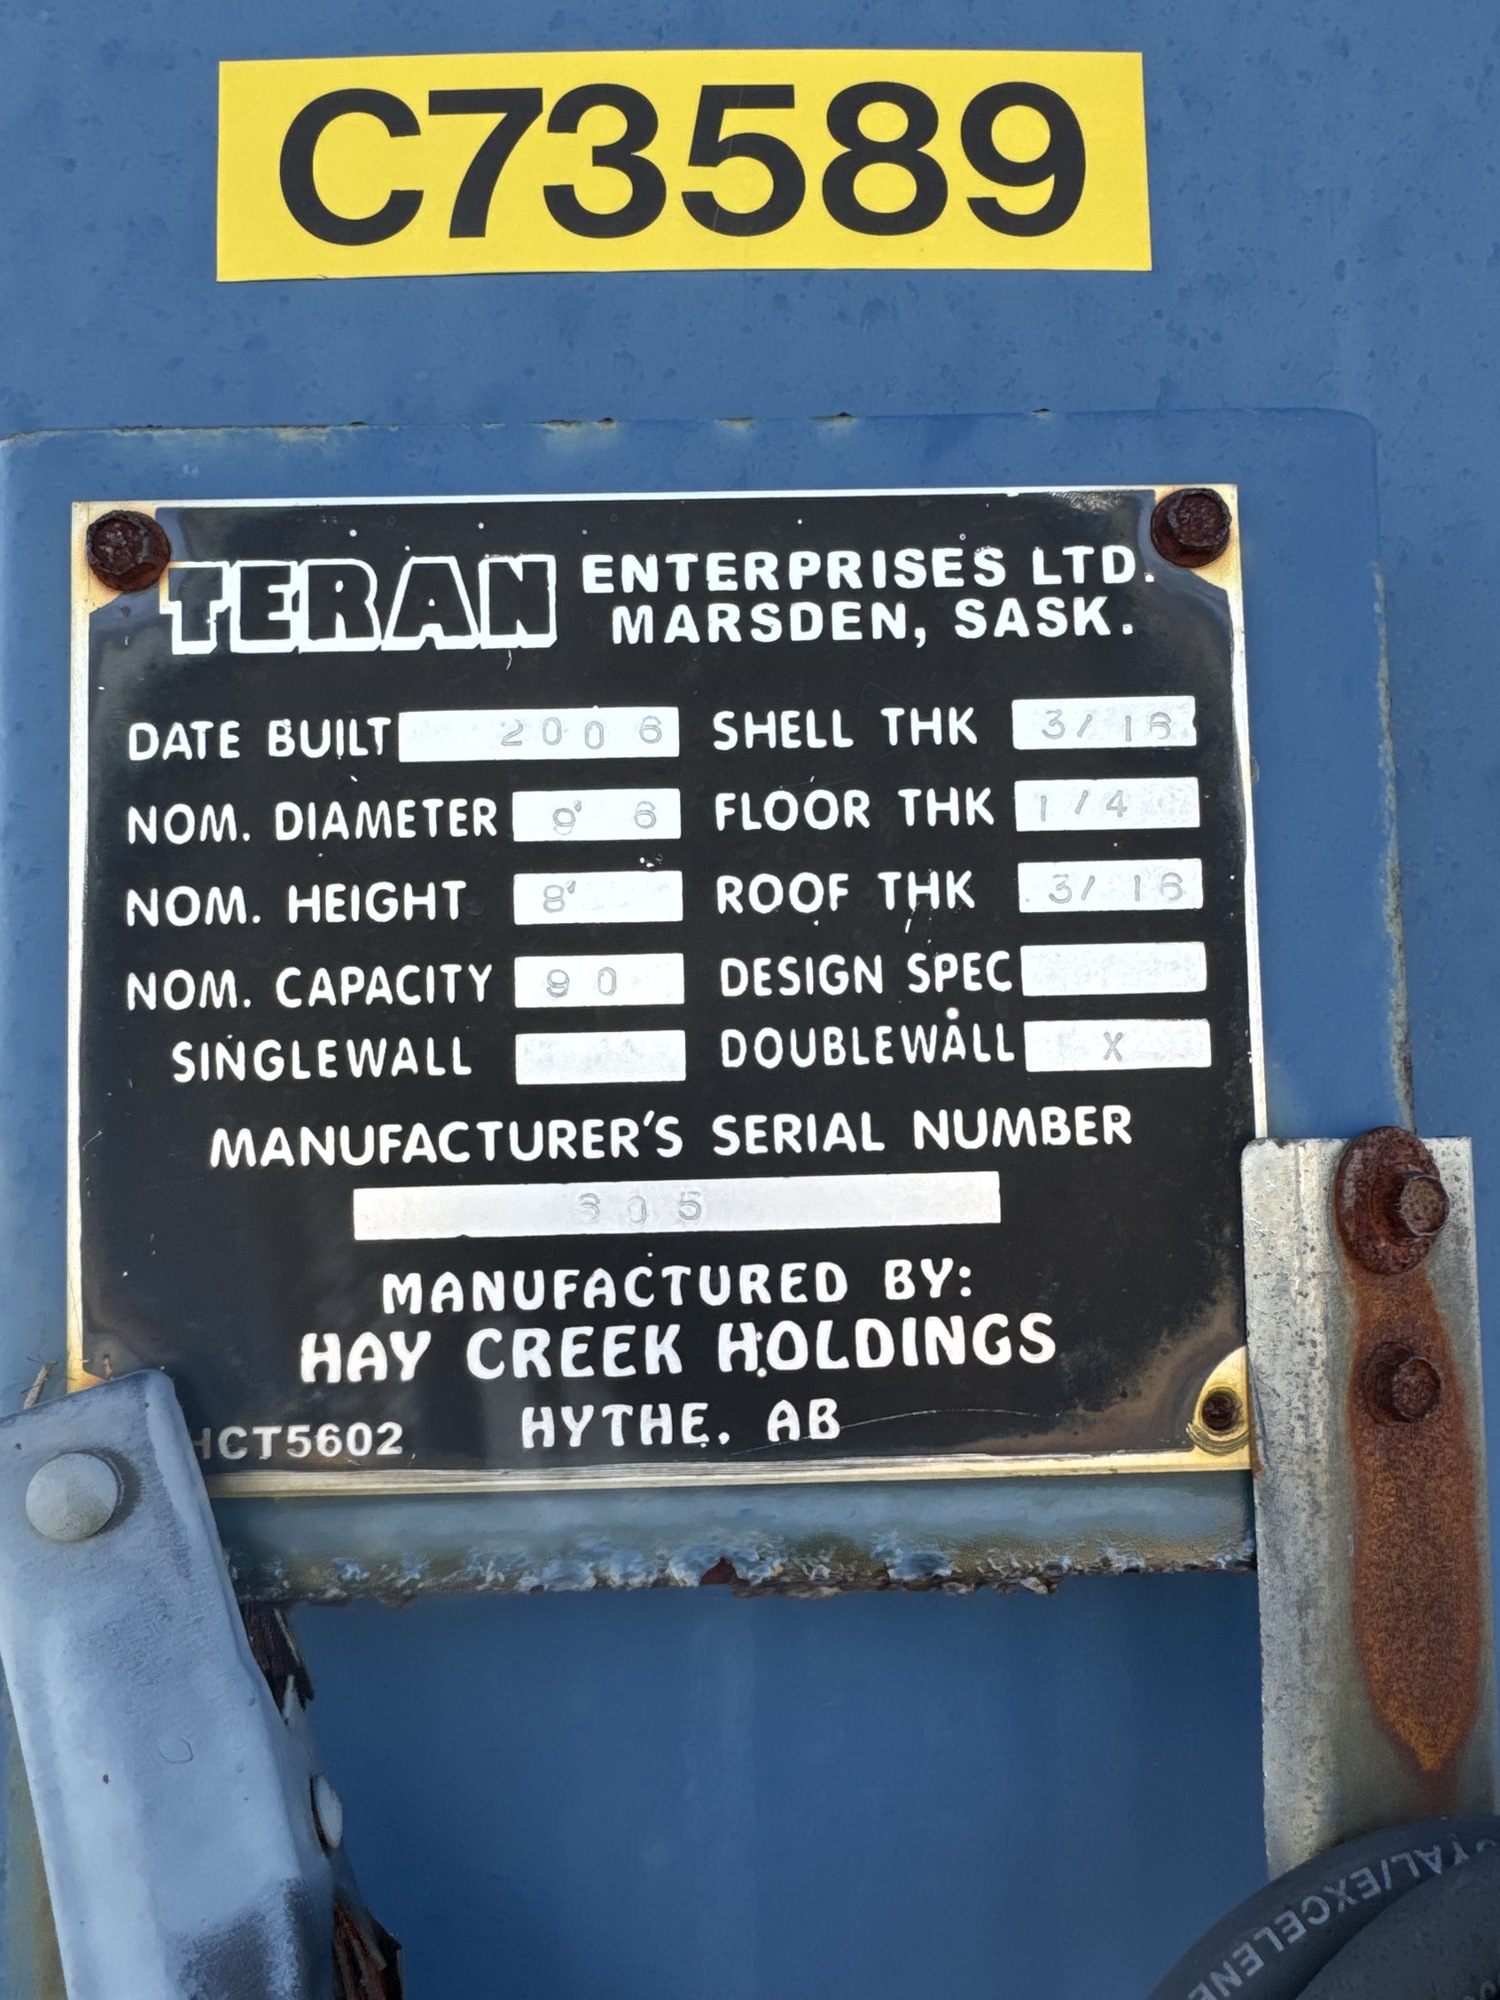 C73589
TERAN ENTERPRISES LTD.
MARSDEN, SASK.
DATE BUILT 2006 SHELL THK 3/16
NOM. DIAMETER 9' 6 FLOOR THK 1/4
NOM. HEIGHT 8' ROOF THK 3/16
NOM. CAPACITY 90 DESIGN SPEC
SINGLEWALL DOUBLEWALL X
MANUFACTURER'S SERIAL NUMBER
MANUFACTURED BY:
HAY CREEK HOLDINGS
HYTHE, AB
HCT5602